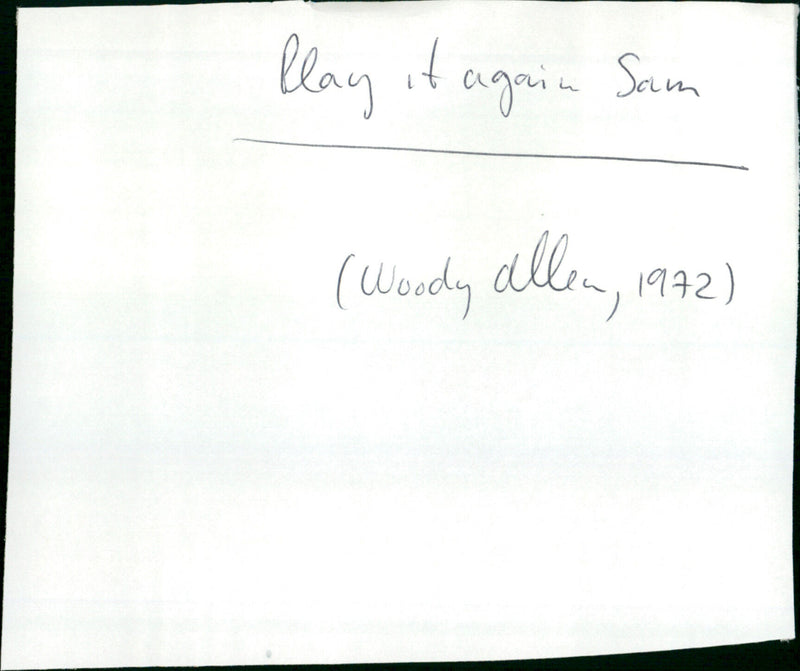 Play it again Sam
(Woody Allen, 1972)